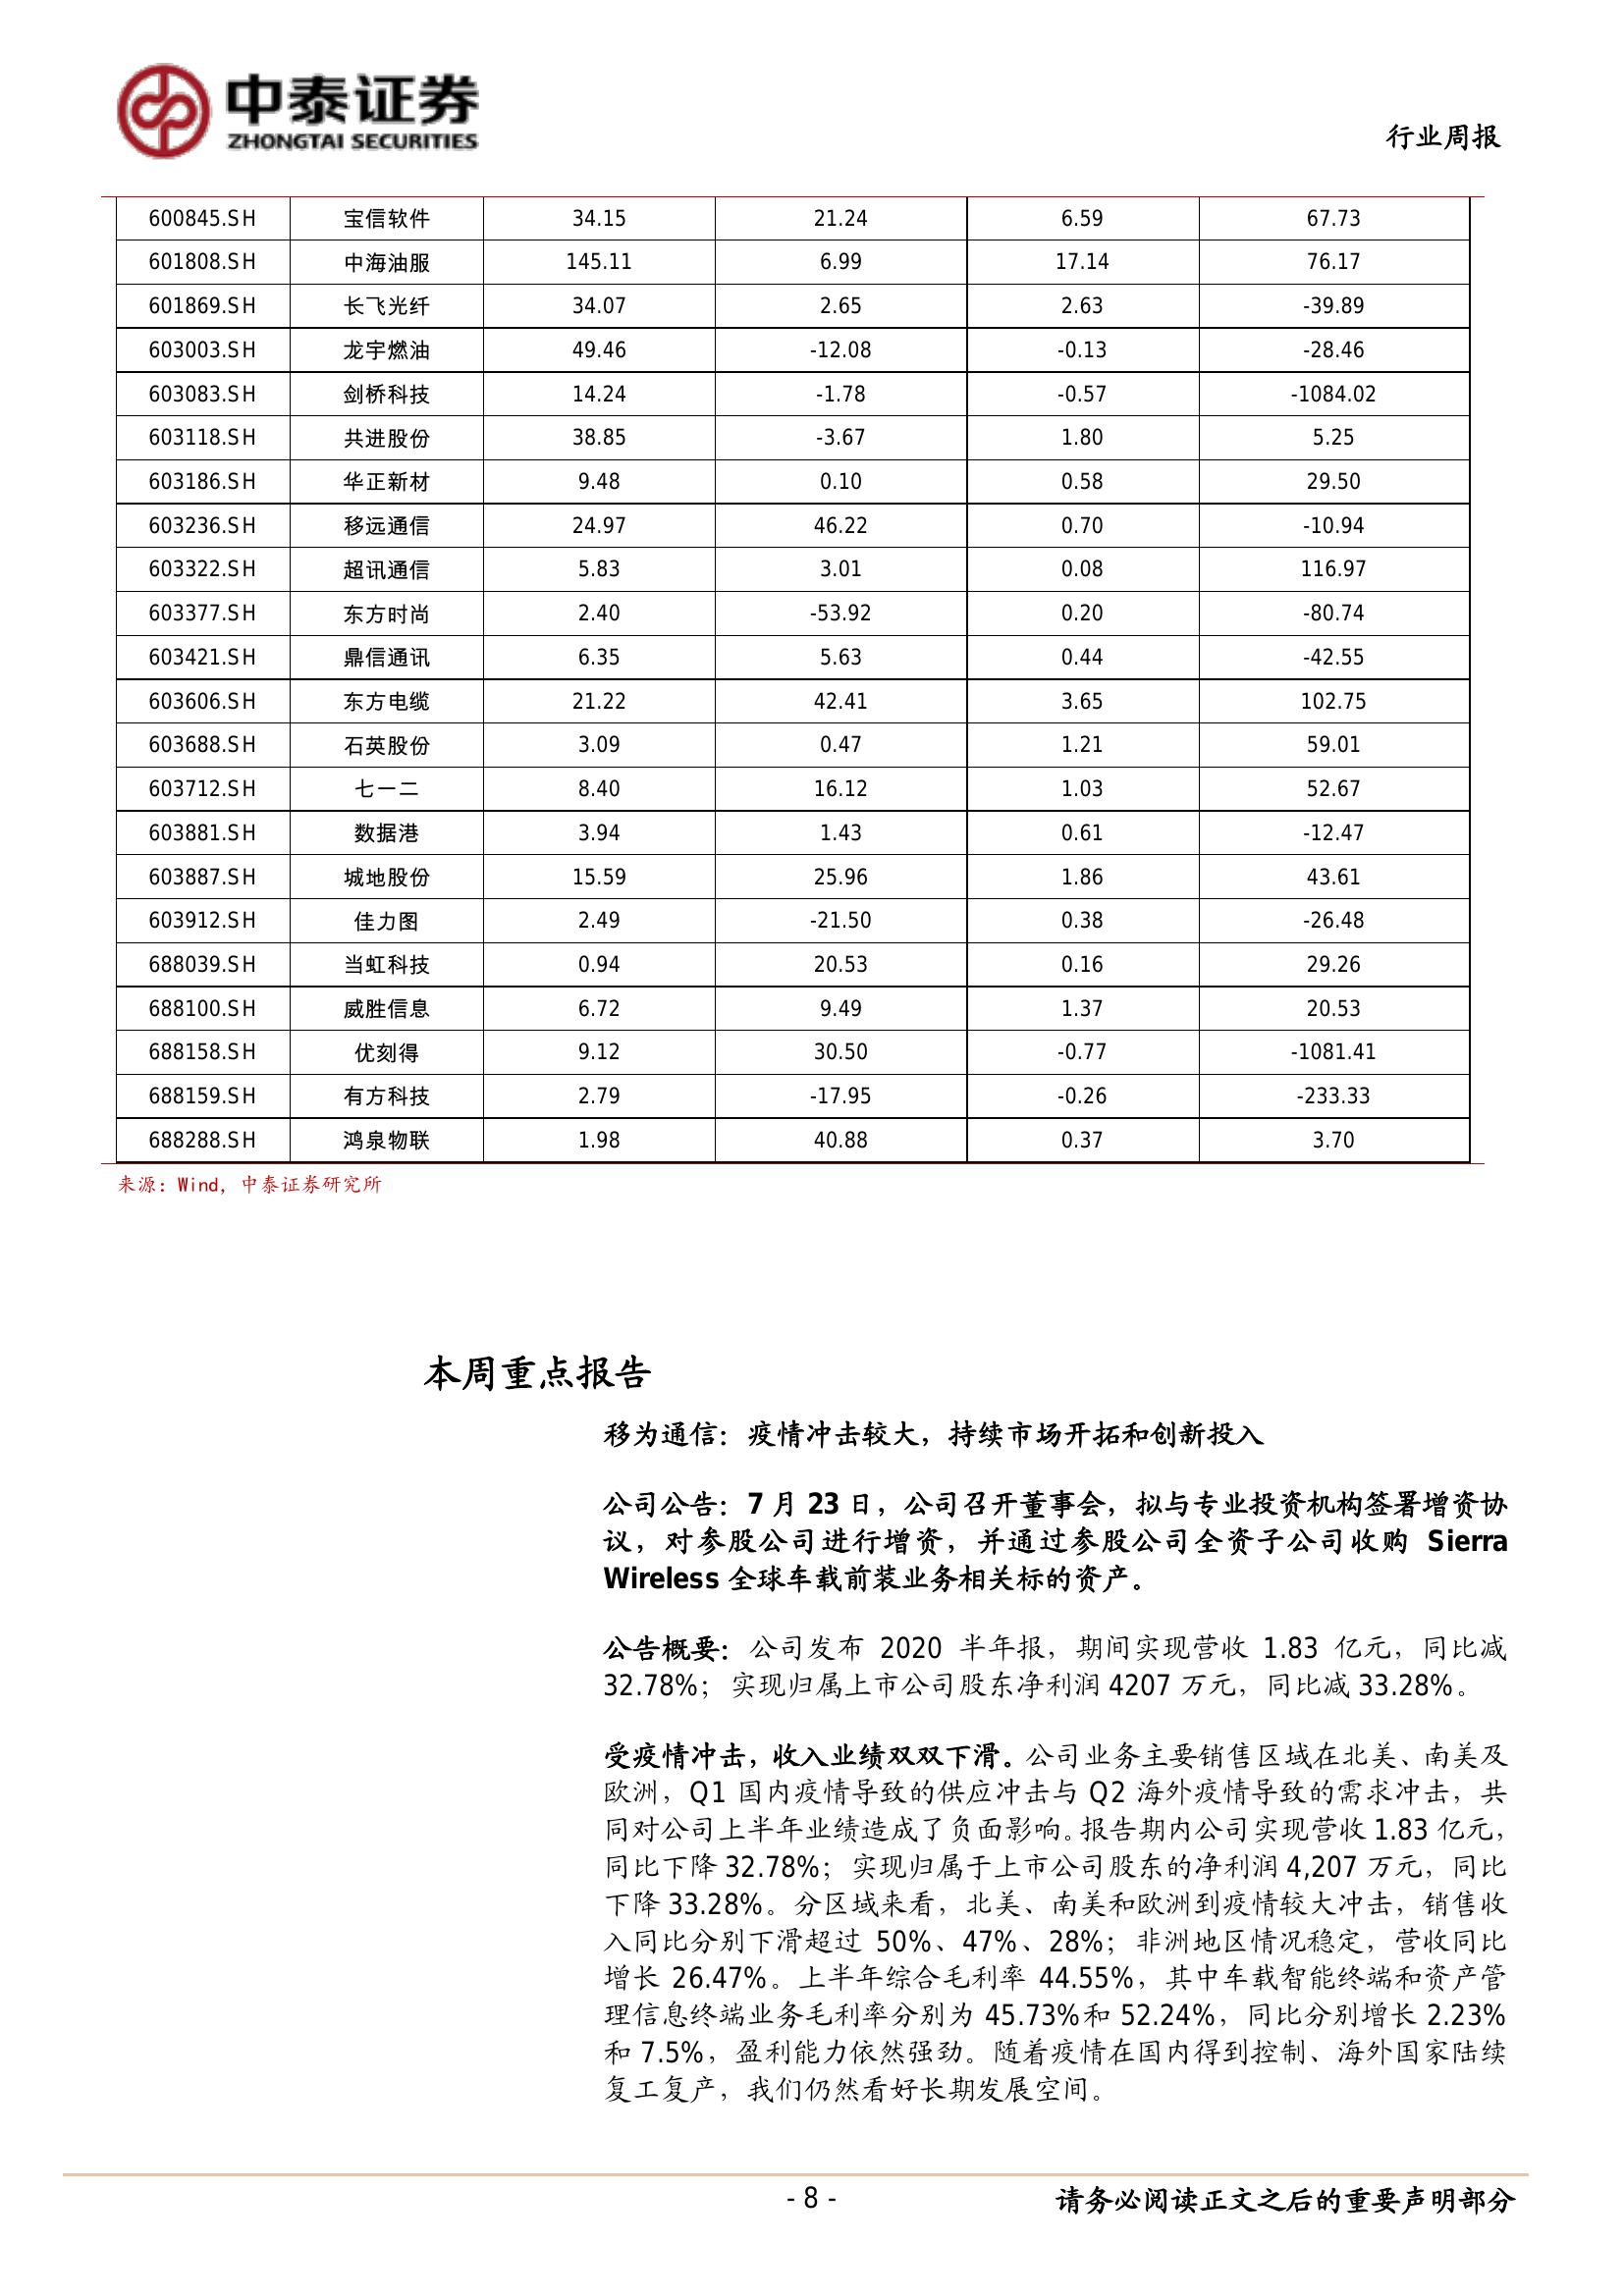 中泰证券
ZHONGTAI SECURITIES
行业周报
600845.SH 宝信软件 34.15 21.24 6.59 67.73
601808.SH 中海油服 145.11 6.99 17.14 76.17
601869.SH 长飞光纤 34.07 2.65 2.63 -39.89
603003.SH 龙宇燃油 49.46 -12.08 -0.13 -28.46
603083.SH 剑桥科技 14.24 -1.78 -0.57 -1084.02
603118.SH 共进股份 38.85 -3.67 1.80 5.25
603186.SH 华正新材 9.48 0.10 0.58 29.50
603236.SH 移远通信 24.97 46.22 0.70 -10.94
603322.SH 超讯通信 5.83 3.01 0.08 116.97
603377.SH 东方时尚 2.40 -53.92 0.20 -80.74
603421.SH 鼎信通讯 6.35 5.63 0.44 -42.55
603606.SH 东方电缆 21.22 42.41 3.65 102.75
603688.SH 石英股份 3.09 0.47 1.21 59.01
603712.SH 七一二 8.40 16.12 1.03 52.67
603881.SH 数据港 3.94 1.43 0.61 -12.47
603887.SH 城地股份 15.59 25.96 1.86 43.61
603912.SH 佳力图 2.49 -21.50 0.38 -26.48
688039.SH 当虹科技 0.94 20.53 0.16 29.26
688100.SH 威胜信息 6.72 9.49 1.37 20.53
688158.SH 优刻得 9.12 30.50 -0.77 -1081.41
688159.SH 有方科技 2.79 -17.95 -0.26 -233.33
688288.SH 鸿泉物联 1.98 40.88 0.37 3.70
来源：Wind，中泰证券研究所
本周重点报告
移为通信：疫情冲击较大，持续市场开拓和创新投入
公司公告：7 月 23 日，公司召开董事会，拟与专业投资机构签署增资协
议，对参股公司进行增资，并通过参股公司全资子公司收购 Sierra
Wireless 全球车载前装业务相关标的资产。
公告概要：公司发布 2020 半年报，期间实现营收 1.83 亿元，同比减
32.78%；实现归属上市公司股东净利润 4207 万元，同比减 33.28%。
受疫情冲击，收入业绩双双下滑。公司业务主要销售区域在北美、南美及
欧洲，Q1 国内疫情导致的供应冲击与 Q2 海外疫情导致的需求冲击，共
同对公司上半年业绩造成了负面影响。报告期内公司实现营收 1.83 亿元，
同比下降 32.78%；实现归属于上市公司股东的净利润 4,207 万元，同比
下降 33.28%。分区域来看，北美、南美和欧洲到疫情较大冲击，销售收
入同比分别下滑超过 50%、47%、28%；非洲地区情况稳定，营收同比
增长 26.47%。上半年综合毛利率 44.55%，其中车载智能终端和资产管
理信息终端业务毛利率分别为 45.73%和 52.24%，同比分别增长 2.23%
和 7.5%，盈利能力依然强劲。随着疫情在国内得到控制、海外国家陆续
复工复产，我们仍然看好长期发展空间。
- 8 -
请务必阅读正文之后的重要声明部分